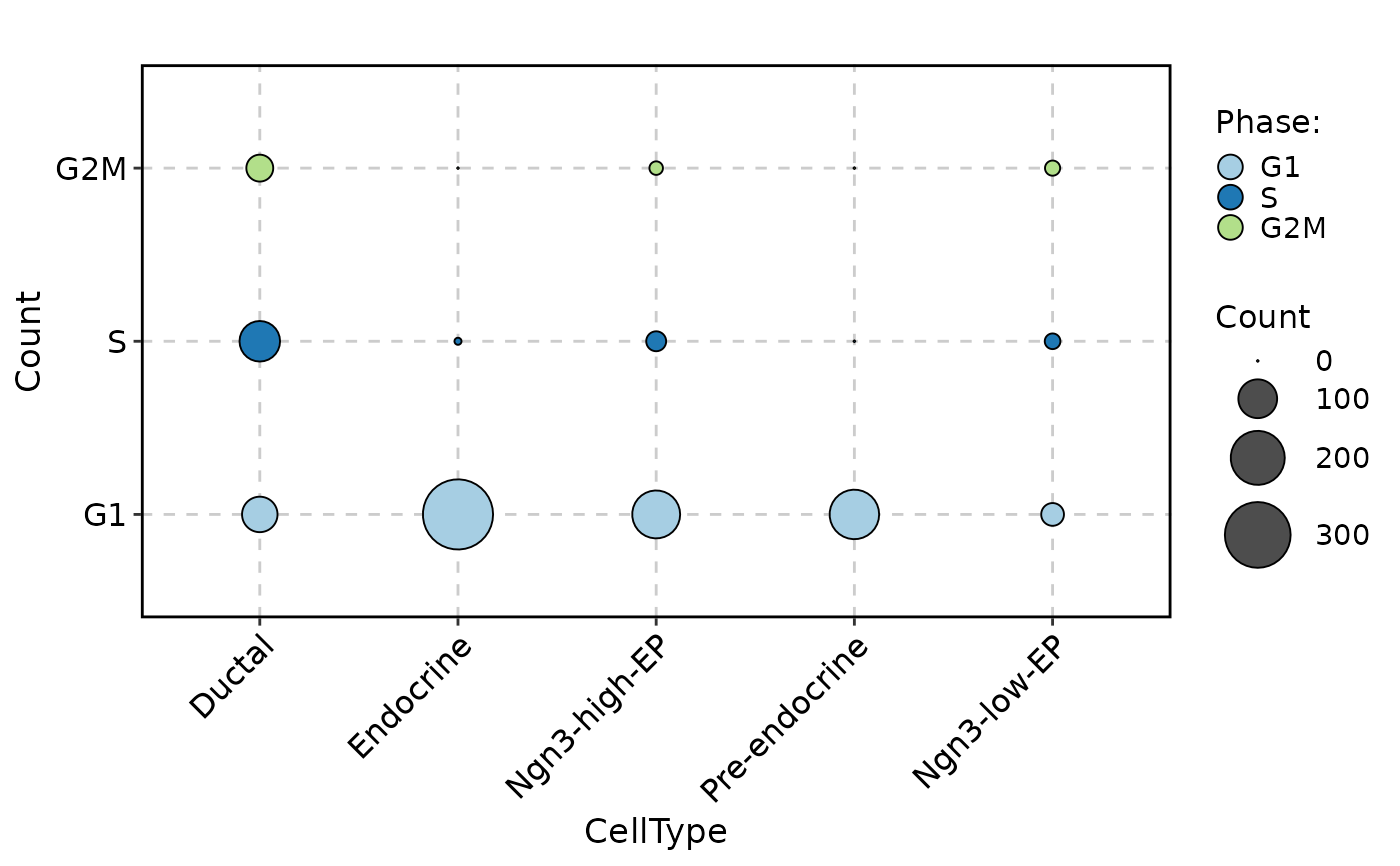 Count
G2M
S
G1
Ductal
Endocrine
Ngn3-high-EP
Pre-endocrine
Ngn3-low-EP
CellType
Phase:
G1
S
G2M
Count
0
100
200
300